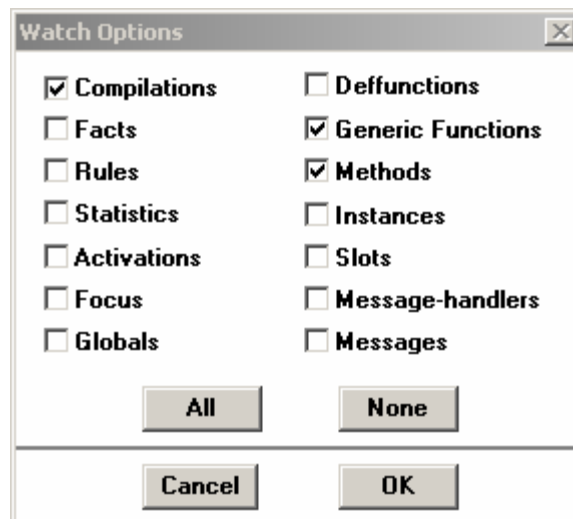 Watch Options
Compilations
Facts
Rules
Statistics
Activations
Focus
Globals
Deffunctions
Generic Functions
Methods
Instances
Slots
Message-handlers
Messages
All
None
Cancel
OK